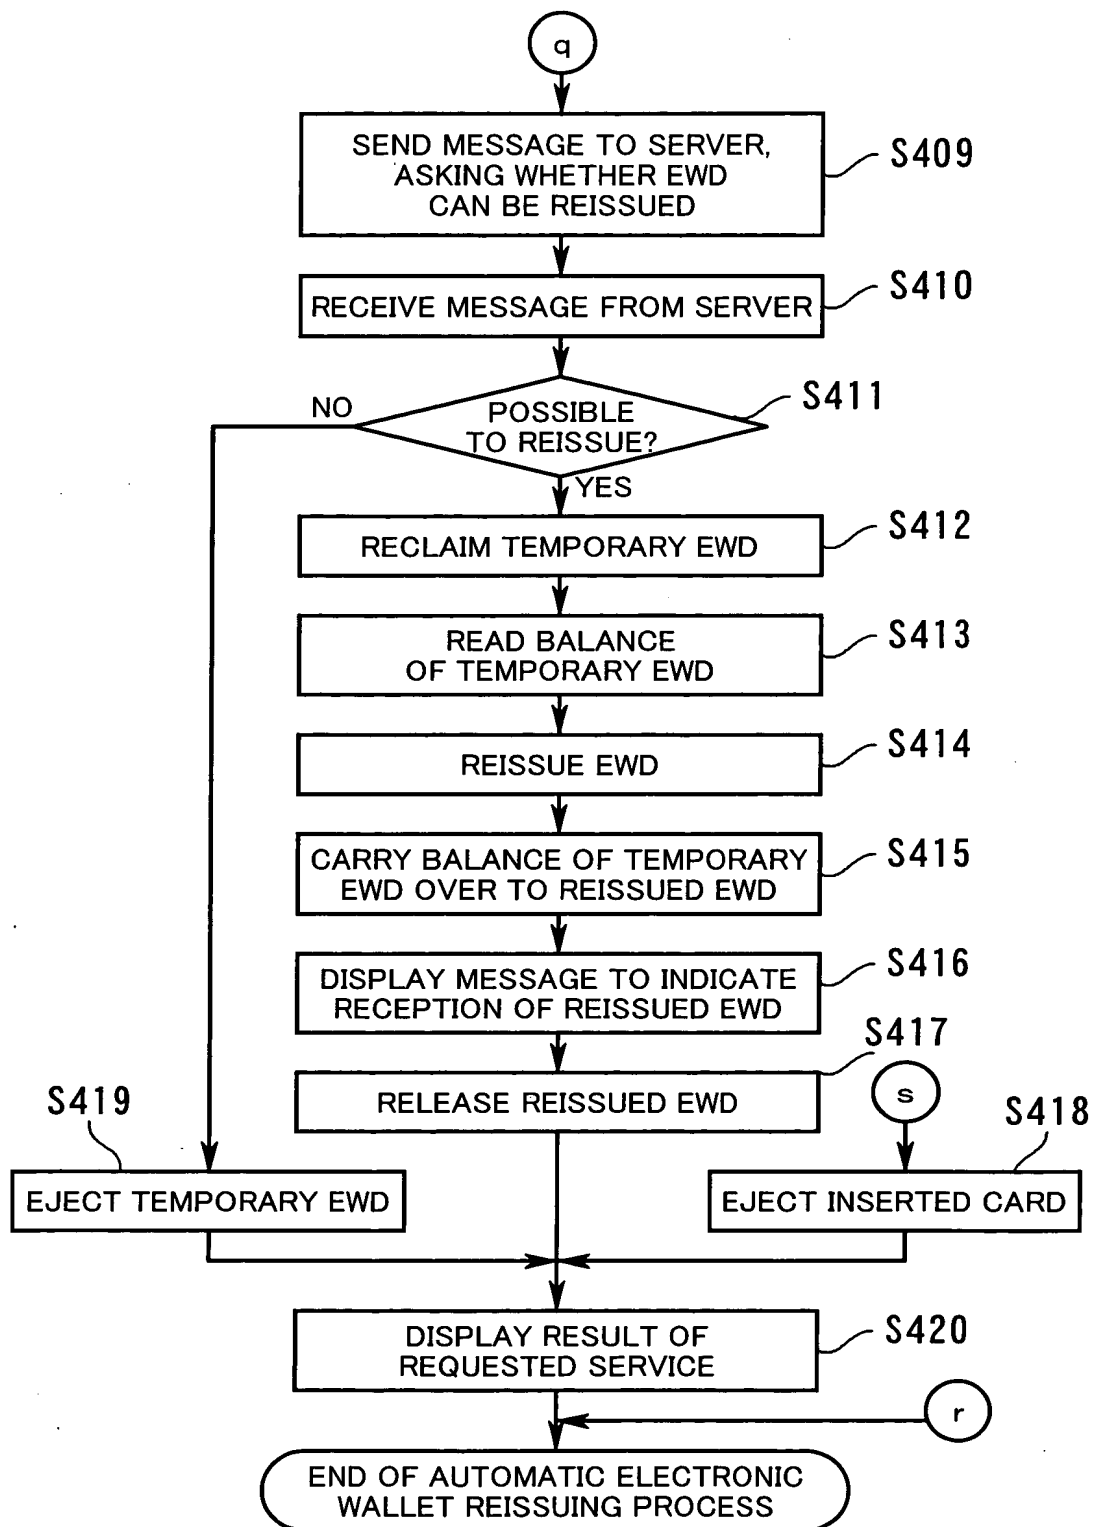 q
SEND MESSAGE TO SERVER,
ASKING WHETHER EWD
CAN BE REISSUED
S409
RECEIVE MESSAGE FROM SERVER
S410
POSSIBLE
TO REISSUE?
S411
NO
YES
RECLAIM TEMPORARY EWD
S412
READ BALANCE
OF TEMPORARY EWD
S413
REISSUE EWD
S414
CARRY BALANCE OF TEMPORARY
EWD OVER TO REISSUED EWD
S415
DISPLAY MESSAGE TO INDICATE
RECEPTION OF REISSUED EWD
S416
RELEASE REISSUED EWD
S417
s
S419
EJECT TEMPORARY EWD
S418
EJECT INSERTED CARD
DISPLAY RESULT OF
REQUESTED SERVICE
S420
r
END OF AUTOMATIC ELECTRONIC
WALLET REISSUING PROCESS